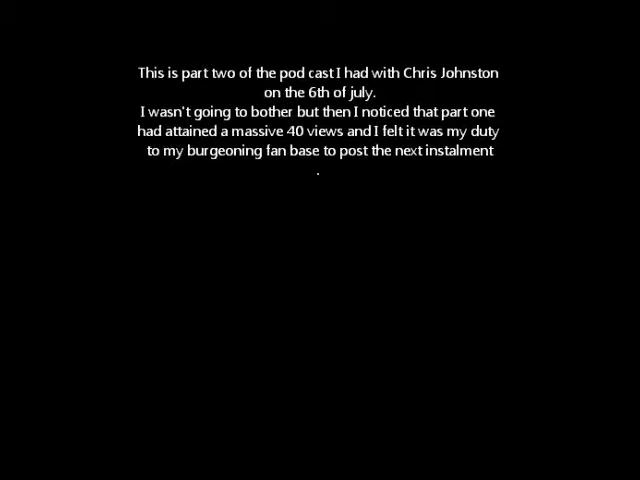 This is part two of the pod cast I had with Chris Johnston
on the 6th of july.
I wasn't going to bother but then I noticed that part one
had attained a massive 40 views and I felt it was my duty
to my burgeoning fan base to post the next instalment
.